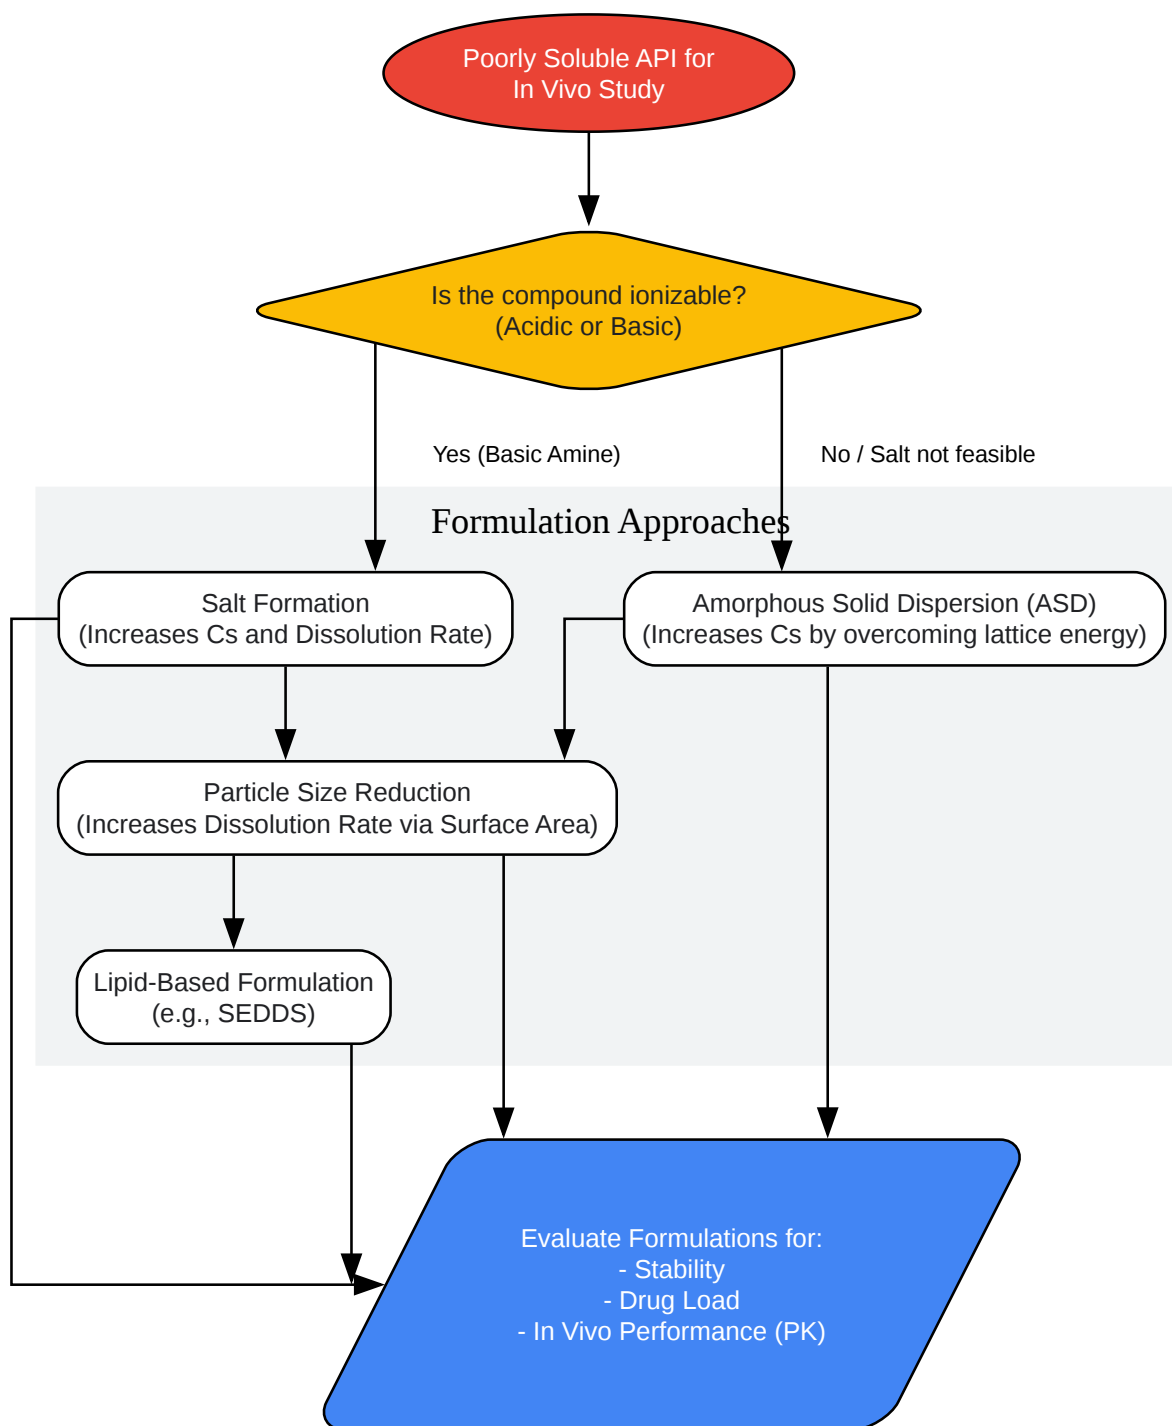 Poorly Soluble API for
In Vivo Study
Is the compound ionizable?
(Acidic or Basic)
Yes (Basic Amine)
No / Salt not feasible
Formulation Approaches
Salt Formation
(Increases Cs and Dissolution Rate)
Amorphous Solid Dispersion (ASD)
(Increases Cs by overcoming lattice energy)
Particle Size Reduction
(Increases Dissolution Rate via Surface Area)
Lipid-Based Formulation
(e.g., SEDDS)
Evaluate Formulations for:
- Stability
- Drug Load
- In Vivo Performance (PK)